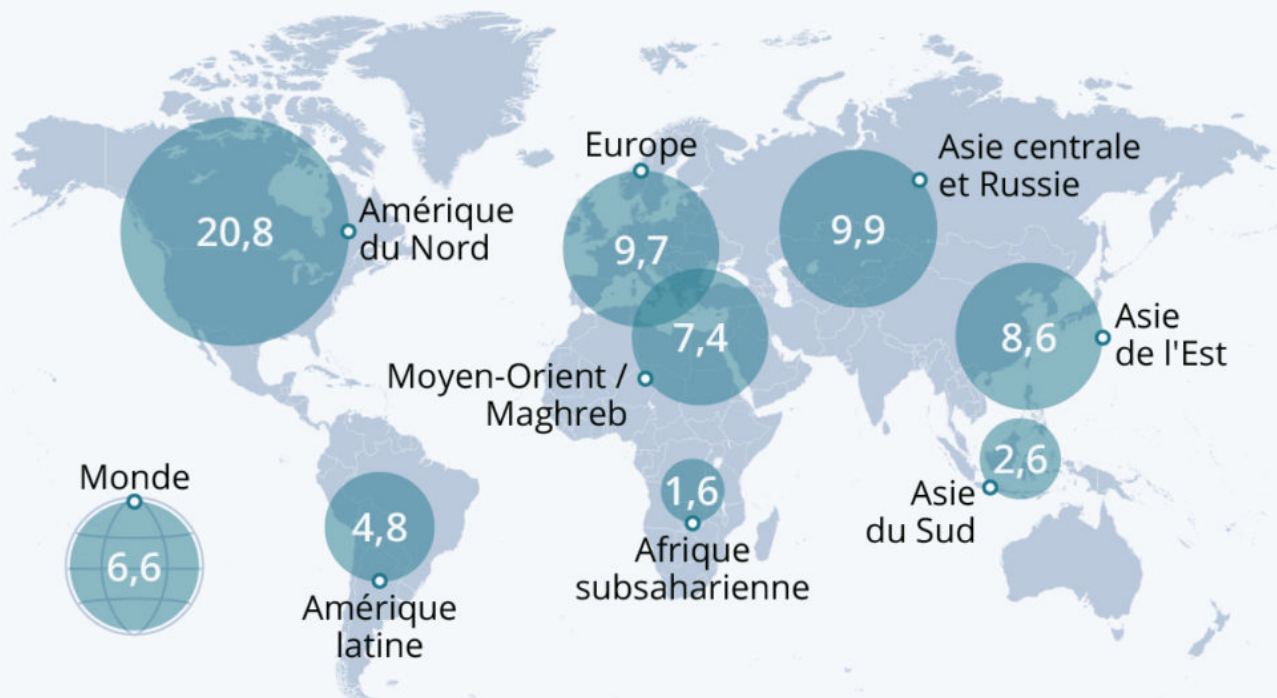 20,8
Amérique
du Nord
Europe
9,7
Asie centrale
et Russie
9,9
7,4
Moyen-Orient /
Maghreb
8,6
Asie
de l'Est
2,6
Asie
du Sud
1,6
Afrique
subsaharienne
4,8
Amérique
latine
Monde
6,6